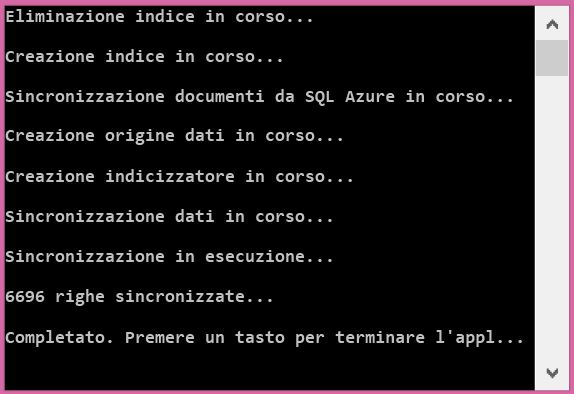 Eliminazione indice in corso...
Creazione indice in corso...
Sincronizzazione documenti da SQL Azure in corso...
Creazione origine dati in corso...
Creazione indicizzatore in corso...
Sincronizzazione dati in corso...
Sincronizzazione in esecuzione...
6696 righe sincronizzate...
Completato. Premere un tasto per terminare l'appl...